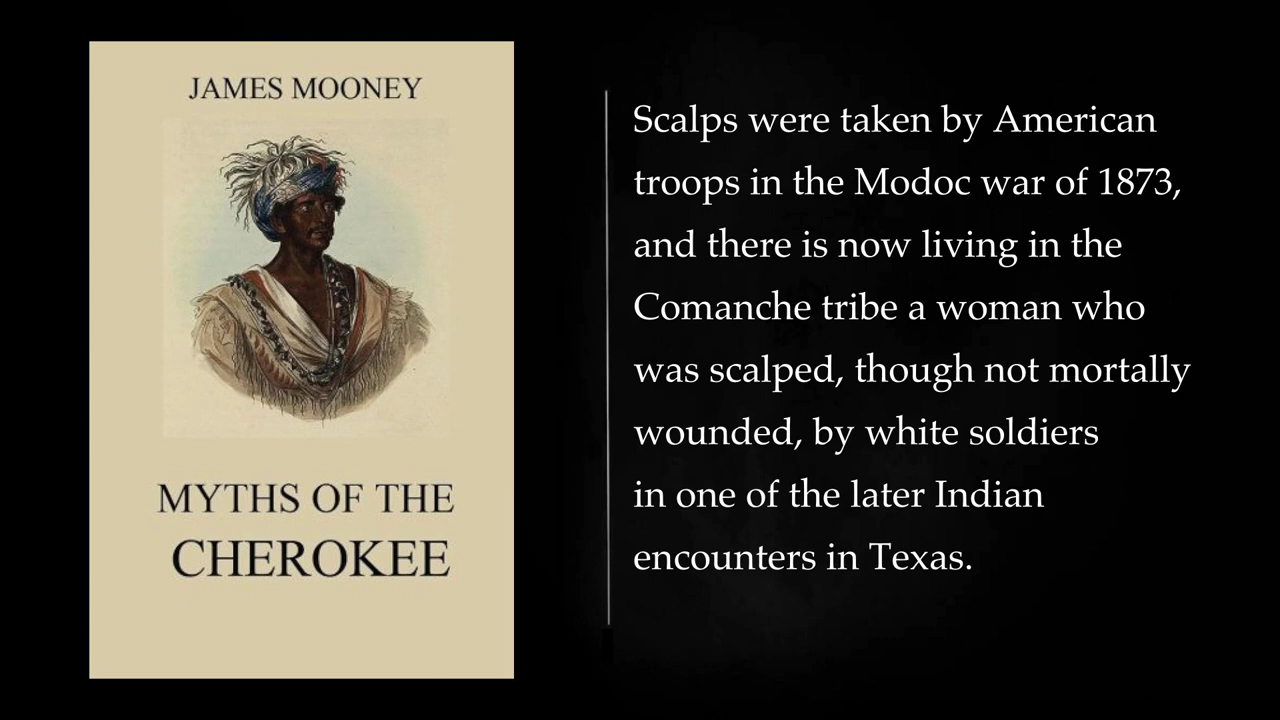 JAMES MOONEY
MYTHS OF THE
CHEROKEE
Scalps were taken by American
troops in the Modoc war of 1873,
and there is now living in the
Comanche tribe a woman who
was scalped, though not mortally
wounded, by white soldiers
in one of the later Indian
encounters in Texas.